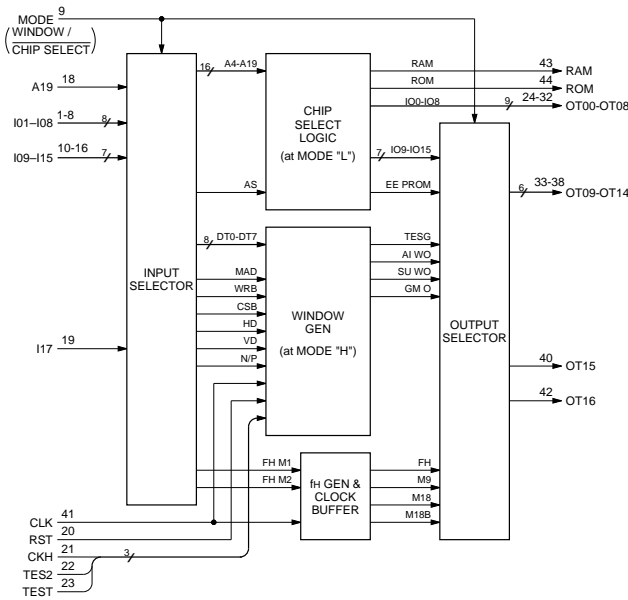 MODE 9
(WINDOW /
CHIP SELECT)
A19 18
I01–I08 1-8 8
I09–I15 10-16 7
I17 19
CLK 41
RST 20
CKH 21 3
TES2 22
TEST 23
INPUT
SELECTOR
16 A4-A19
AS
8 DT0-DT7
MAD
WRB
CSB
HD
VD
N/P
FH M1
FH M2
CHIP
SELECT
LOGIC
(at MODE "L")
WINDOW
GEN
(at MODE "H")
fH GEN &
CLOCK
BUFFER
RAM
ROM
IO0-IO8
7 IO9-IO15
EE PROM
TESG
AI WO
SU WO
GM O
FH
M9
M18
M18B
OUTPUT
SELECTOR
43 RAM
44 ROM
9 24-32 OT00-OT08
6 33-38 OT09-OT14
40 OT15
42 OT16